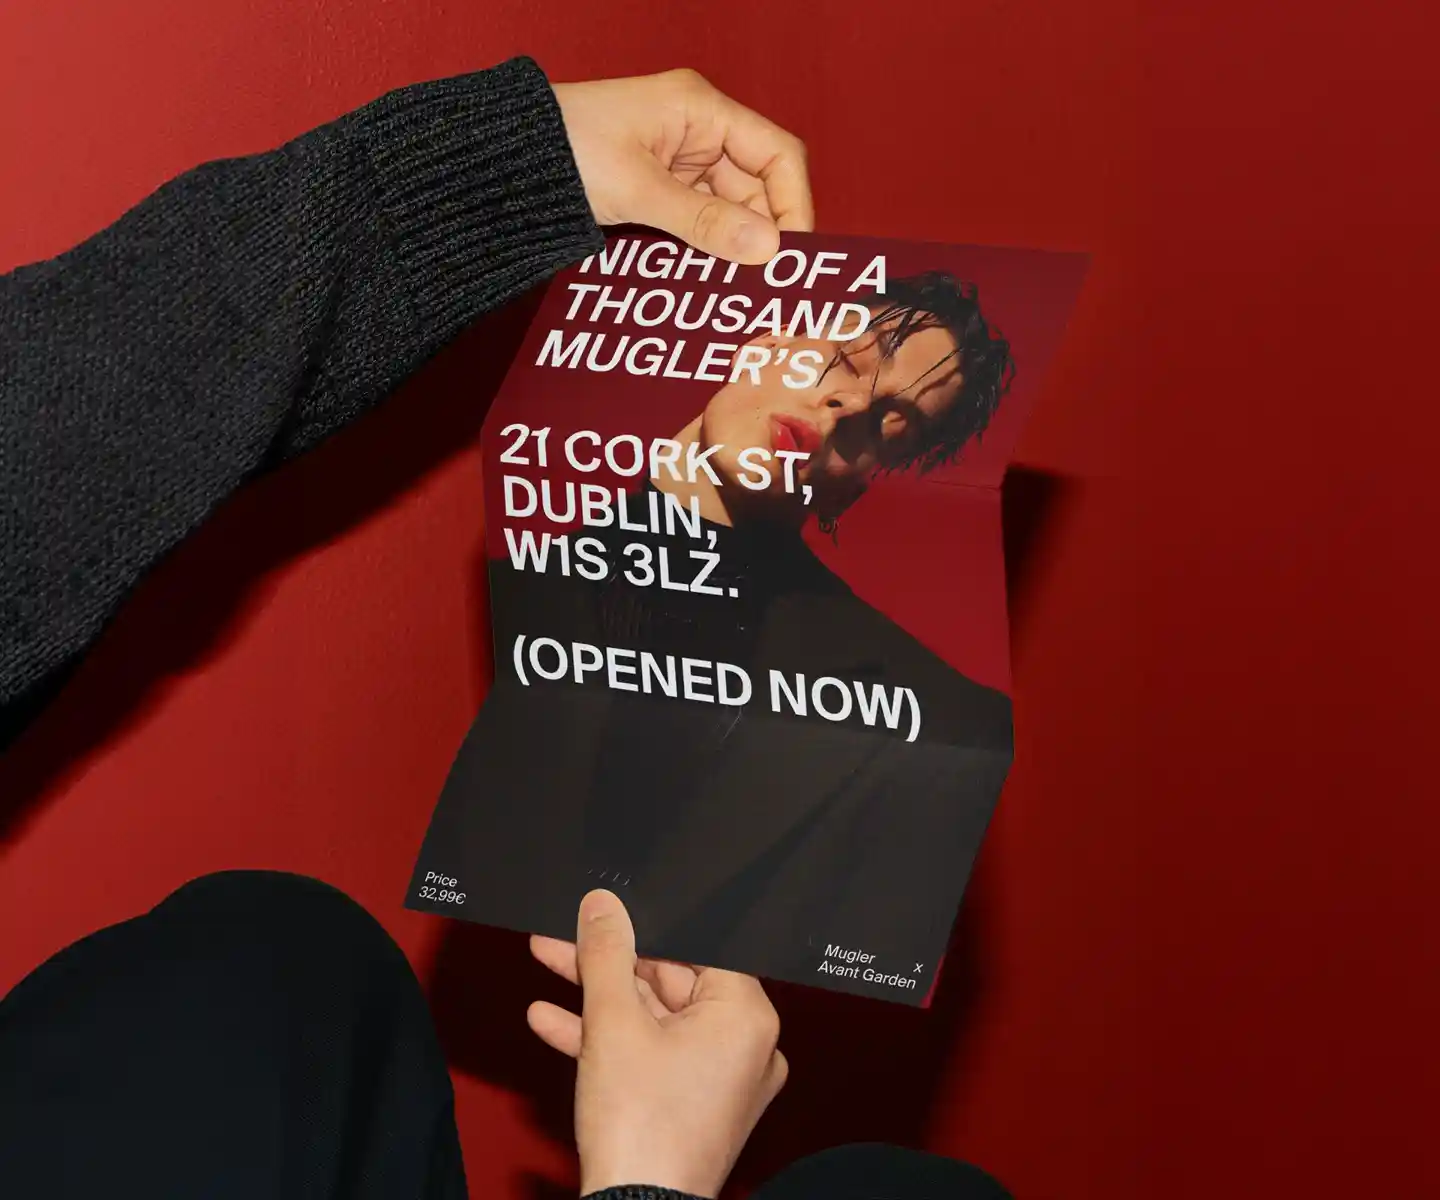 NIGHT OF A
THOUSAND
MUGLER’S
21 CORK ST,
DUBLIN,
W1S 3LZ.
(OPENED NOW)
Price
32,99€
Mugler x
Avant Garden